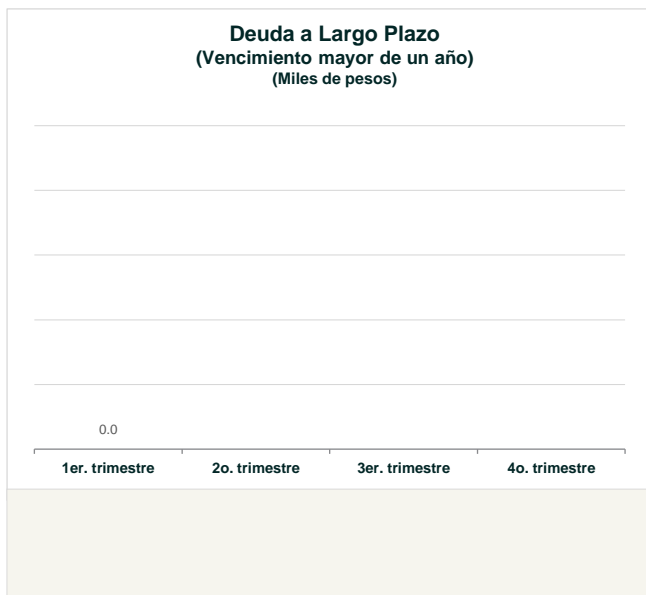 Deuda a Largo Plazo
(Vencimiento mayor de un año)
(Miles de pesos)
0.0
1er. trimestre 2o. trimestre 3er. trimestre 4o. trimestre